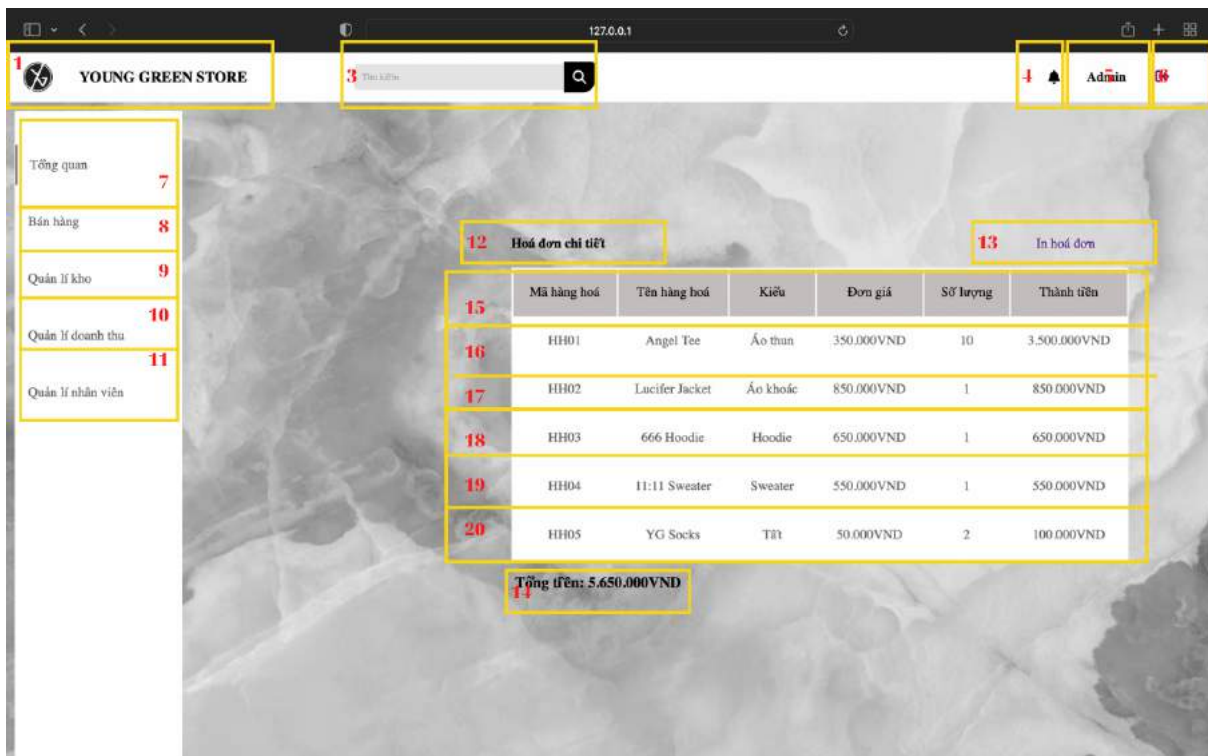 127.0.0.1
1 YOUNG GREEN STORE 3 Tìm kiếm 4 Admin 5 6
Tổng quan
7
Bán hàng 8
Quản lí kho 9
10
Quản lí doanh thu
11
Quản lí nhân viên
12 Hoá đơn chi tiết 13 In hoá đơn
15 Mã hàng hoá Tên hàng hoá Kiểu Đơn giá Số lượng Thành tiền
16 HH01 Angel Tee Áo thun 350.000VND 10 3.500.000VND
17 HH02 Lucifer Jacket Áo khoác 850.000VND 1 850.000VND
18 HH03 666 Hoodie Hoodie 650.000VND 1 650.000VND
19 HH04 11:11 Sweater Sweater 550.000VND 1 550.000VND
20 HH05 YG Socks Tất 50.000VND 2 100.000VND
Tổng tiền: 5.650.000VND
14